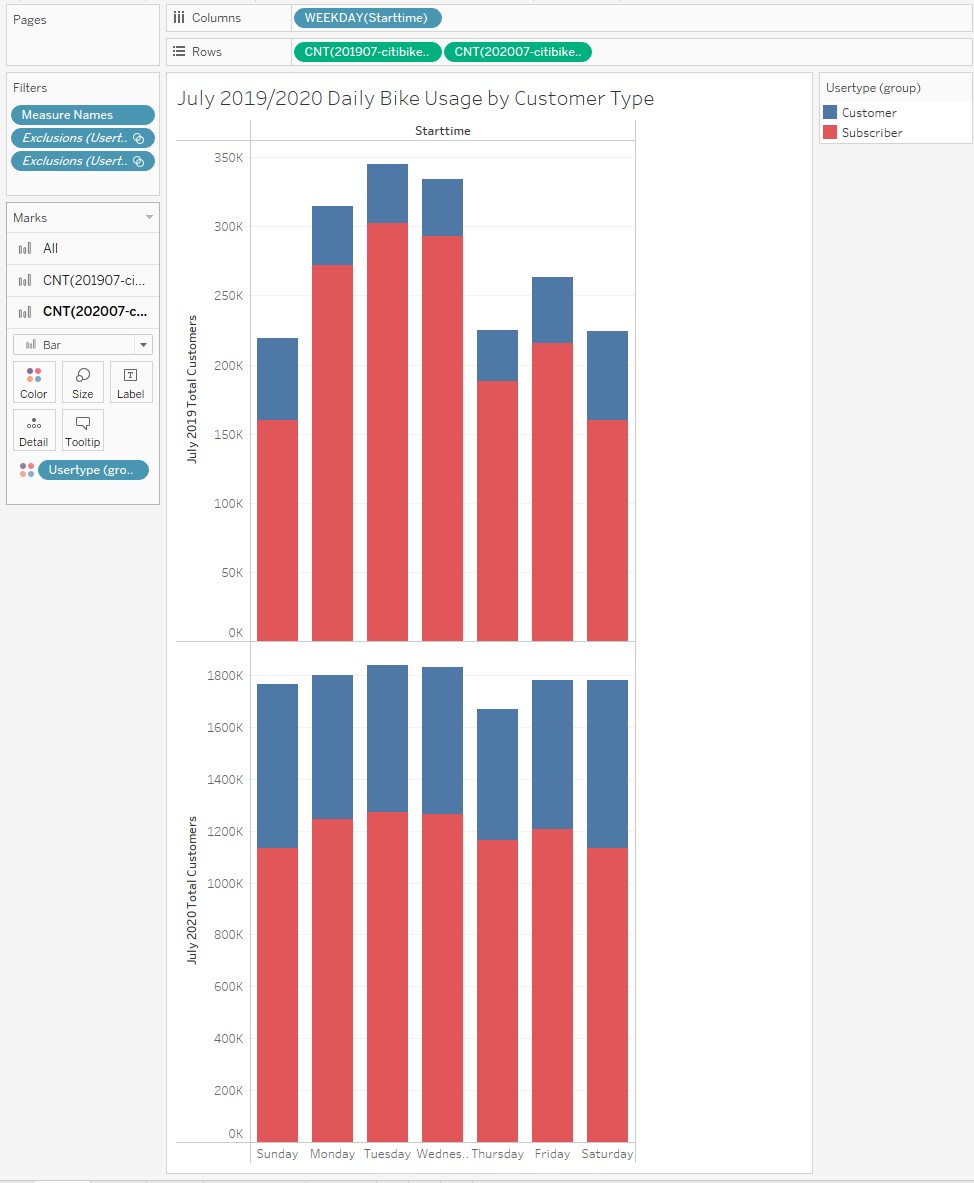 Pages
Columns
WEEKDAY(Starttime)
Rows
CNT(201907-citibike..
CNT(202007-citibike..
Filters
Measure Names
Exclusions (Usert..
Exclusions (Usert..
Marks
All
CNT(201907-ci...
CNT(202007-c...
Bar
Color
Size
Label
Detail
Tooltip
Usertype (gro..
July 2019/2020 Daily Bike Usage by Customer Type
Starttime
July 2019 Total Customers
350K
300K
250K
200K
150K
100K
50K
0K
July 2020 Total Customers
1800K
1600K
1400K
1200K
1000K
800K
600K
400K
200K
0K
Sunday Monday Tuesday Wednes.. Thursday Friday Saturday
Usertype (group)
Customer
Subscriber